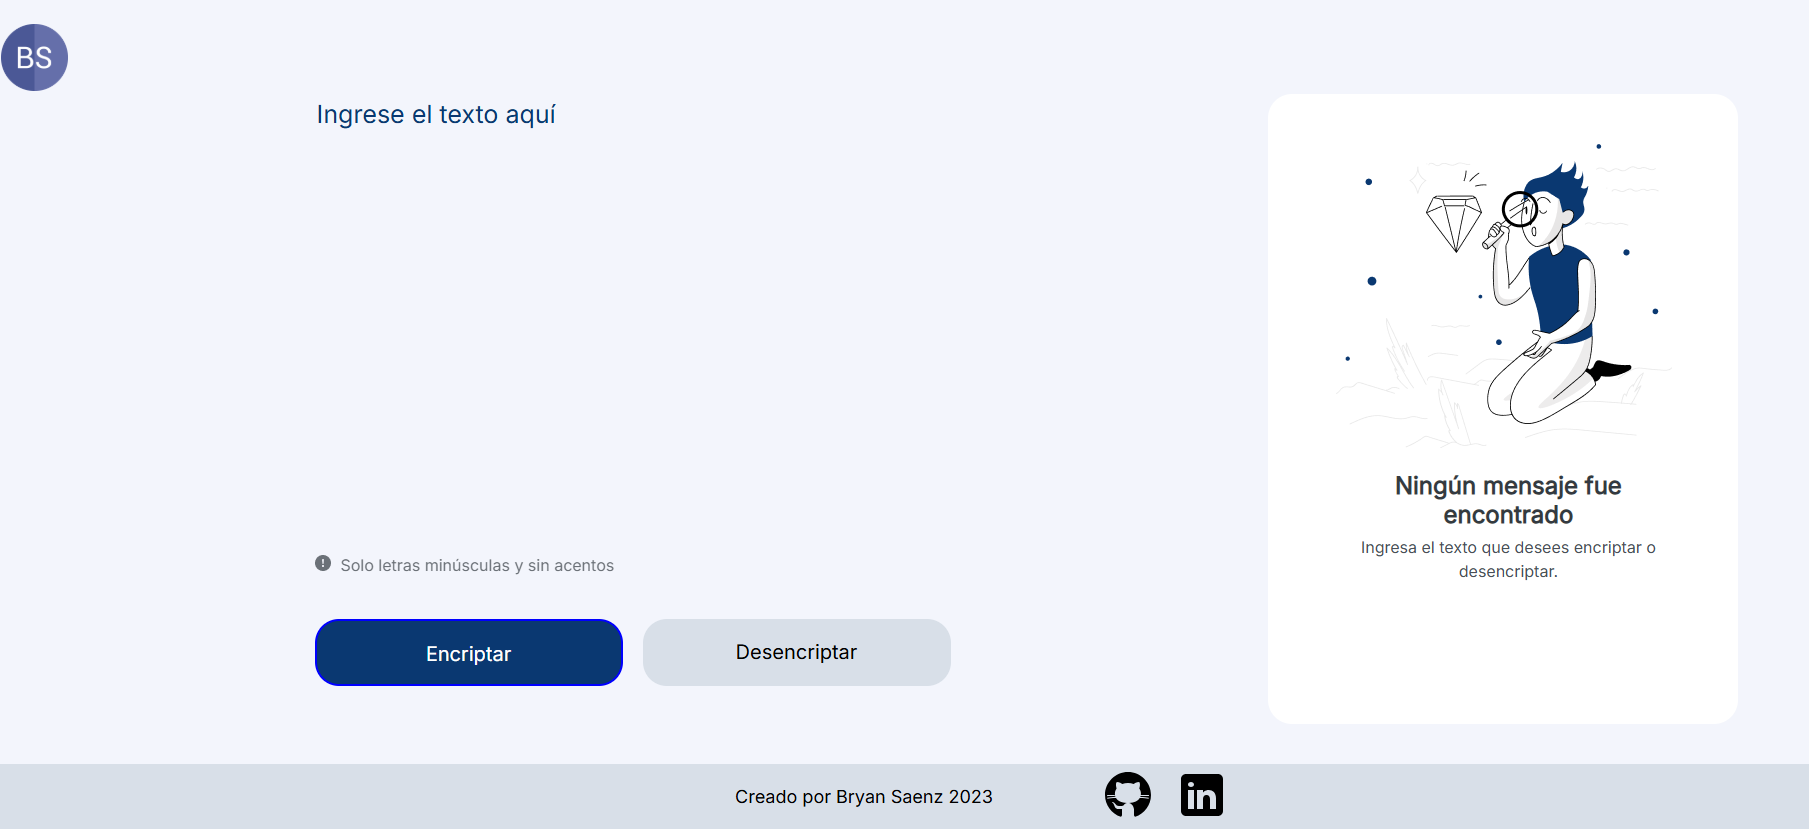 BS
Ingrese el texto aquí
Solo letras minúsculas y sin acentos
Encriptar
Desencriptar
Ningún mensaje fue
encontrado
Ingresa el texto que desees encriptar o
desencriptar.
Creado por Bryan Saenz 2023
in